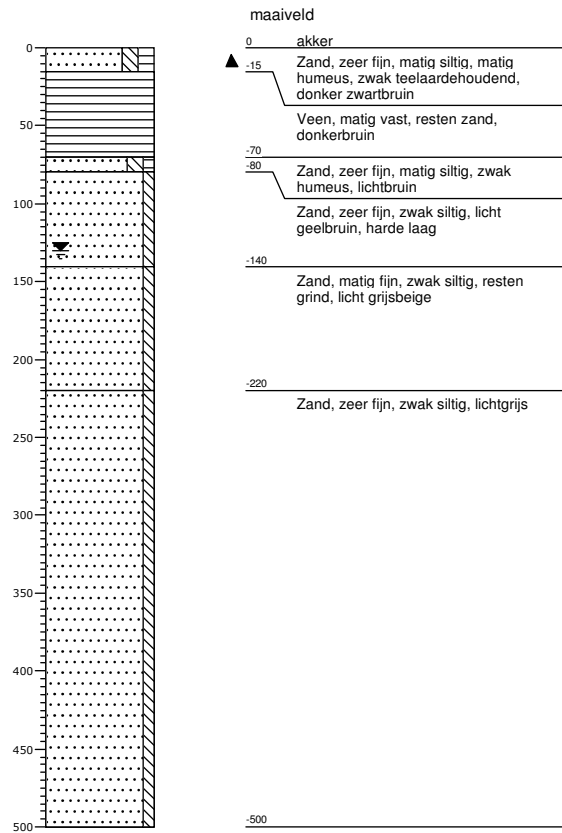 maaiveld
0
0
akker
-15
Zand, zeer fijn, matig siltig, matig
humeus, zwak teelaardehoudend,
donker zwartbruin
50
Veen, matig vast, resten zand,
donkerbruin
-70
-80
Zand, zeer fijn, matig siltig, zwak
humeus, lichtbruin
100
Zand, zeer fijn, zwak siltig, licht
geelbruin, harde laag
-140
150
Zand, matig fijn, zwak siltig, resten
grind, licht grijsbeige
200
-220
Zand, zeer fijn, zwak siltig, lichtgrijs
250
300
350
400
450
500
-500